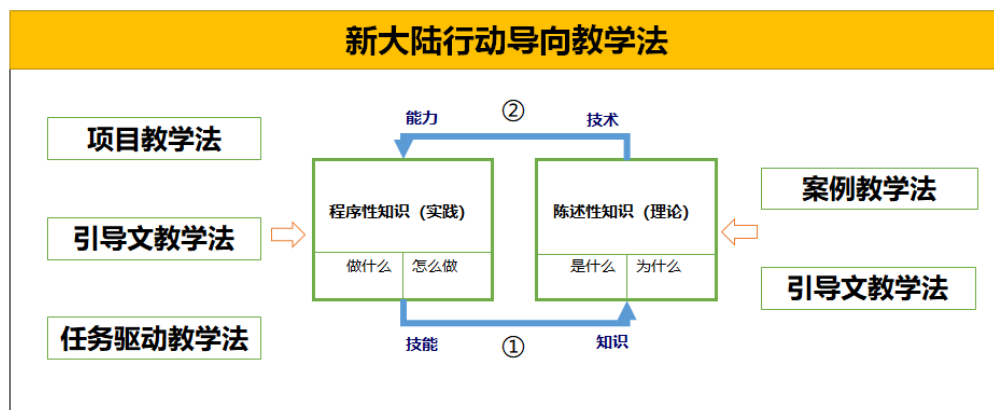 新大陆行动导向教学法
能力
②
技术
项目教学法
引导文教学法
任务驱动教学法
程序性知识（实践）
做什么
怎么做
陈述性知识（理论）
是什么
为什么
案例教学法
引导文教学法
技能
①
知识